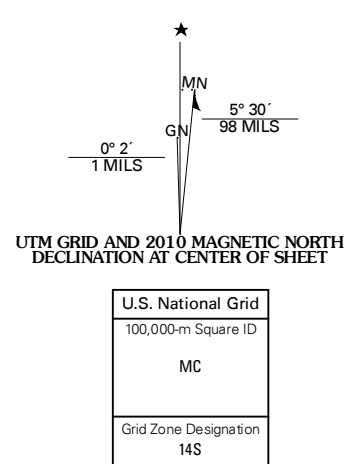 ★
MN
5° 30´
98 MILS
GN
0° 2´
1 MILS
UTM GRID AND 2010 MAGNETIC NORTH
DECLINATION AT CENTER OF SHEET
U.S. National Grid
100,000-m Square ID
MC
Grid Zone Designation
14S